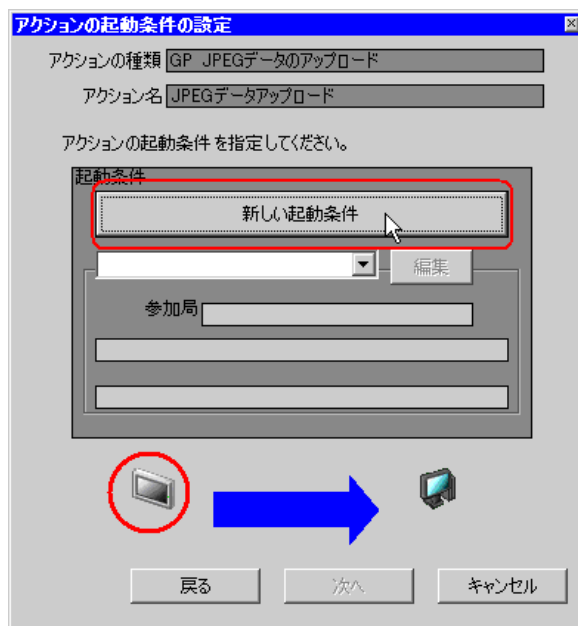 アクションの起動条件の設定
アクションの種類 GP JPEGデータのアップロード
アクション名 JPEGデータアップロード
アクションの起動条件を指定してください。
起動条件
新しい起動条件
編集
参加局
戻る 次へ キャンセル